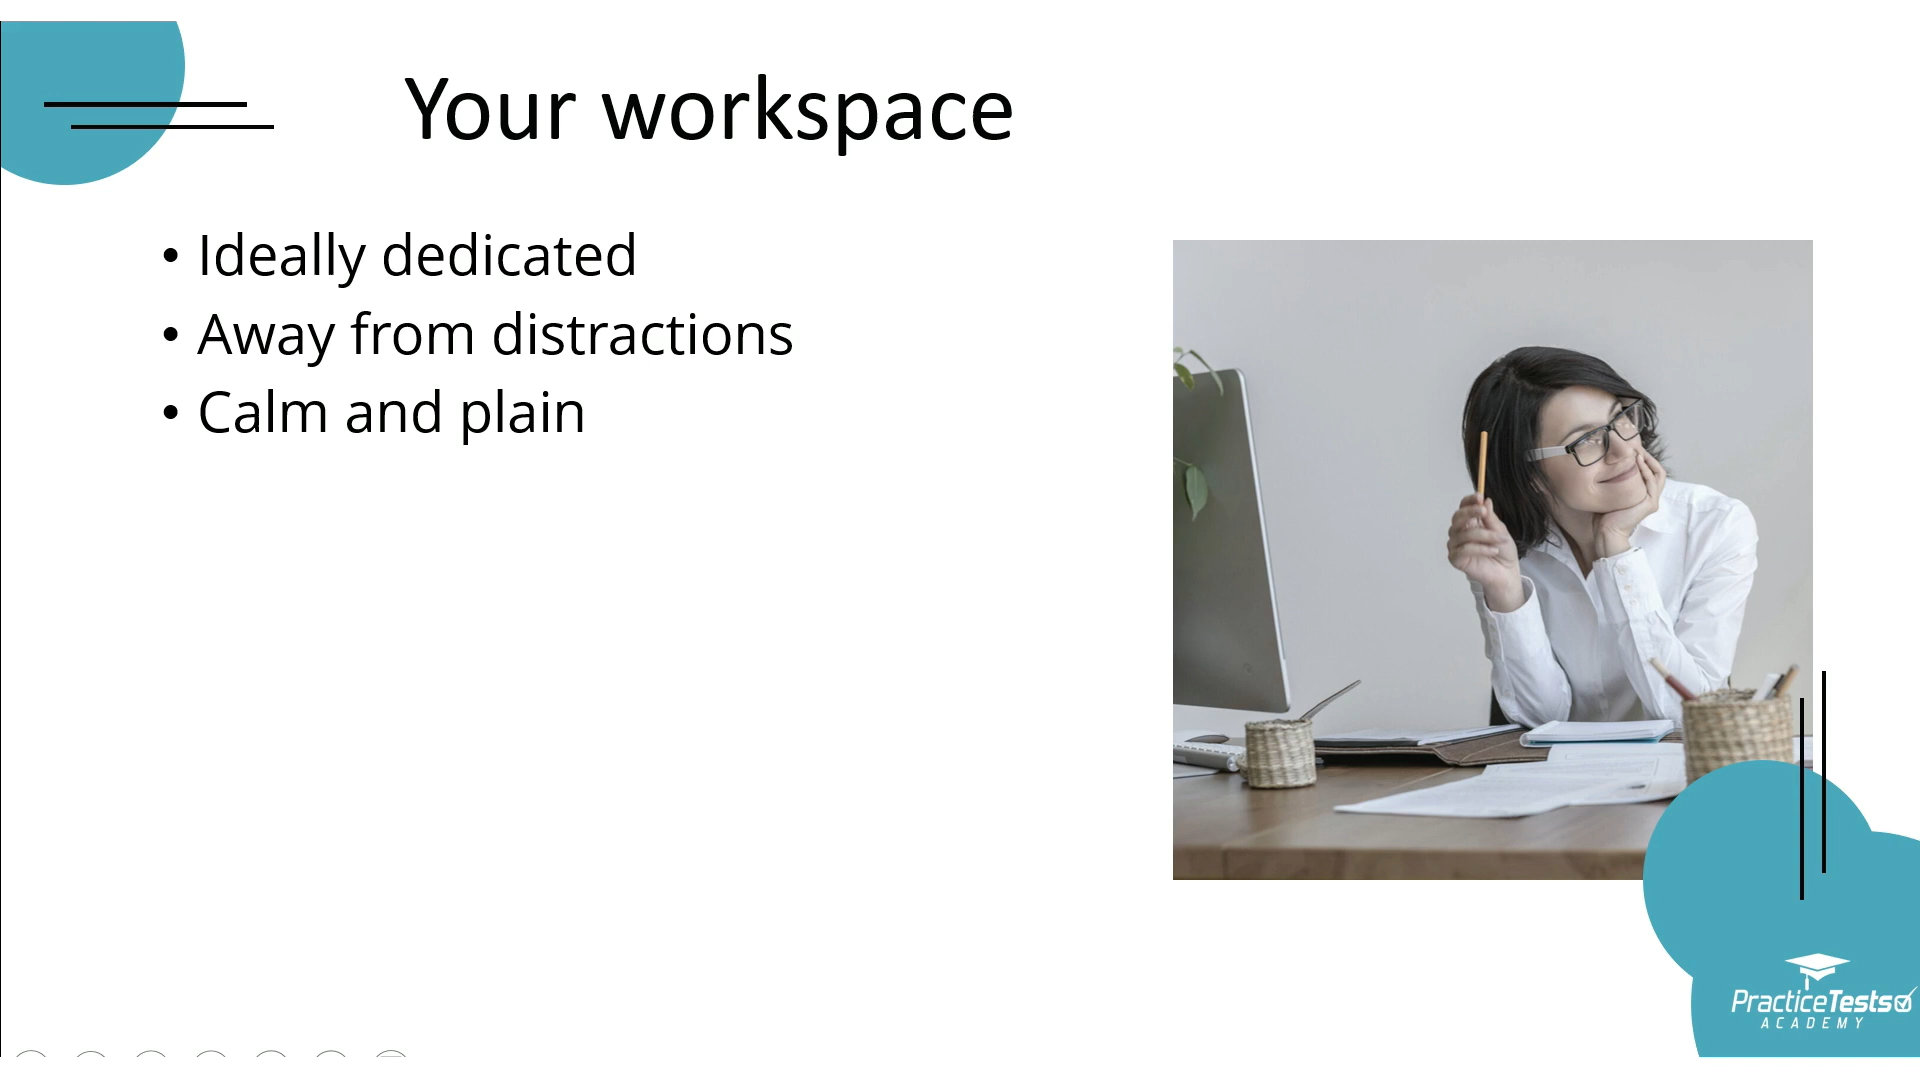 Your workspace
• Ideally dedicated
• Away from distractions
• Calm and plain
PracticeTests
ACADEMY